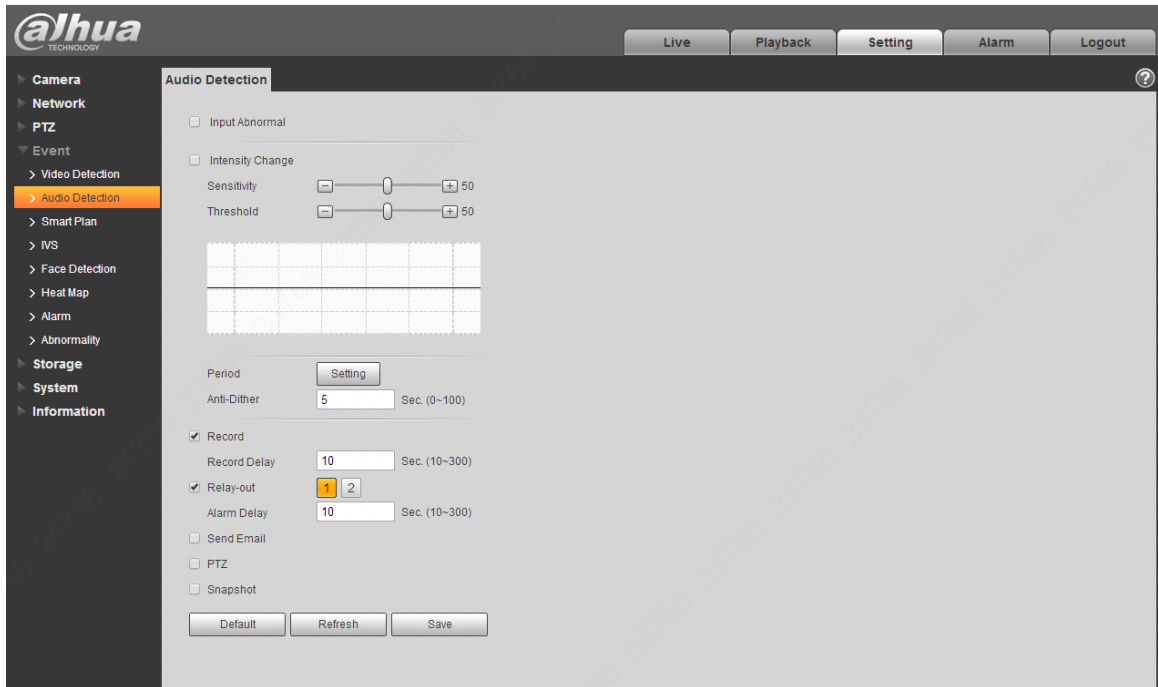 alhua
TECHNOLOGY
Live Playback Setting Alarm Logout
Camera
Network
PTZ
Event
Video Detection
Audio Detection
Smart Plan
IVS
Face Detection
Heat Map
Alarm
Abnormality
Storage
System
Information
Audio Detection ?
Input Abnormal
Intensity Change
Sensitivity - + 50
Threshold - + 50
Period Setting
Anti-Dither 5 Sec. (0~100)
Record
Record Delay 10 Sec. (10~300)
Relay-out 1 2
Alarm Delay 10 Sec. (10~300)
Send Email
PTZ
Snapshot
Default Refresh Save
24766 24766 24766